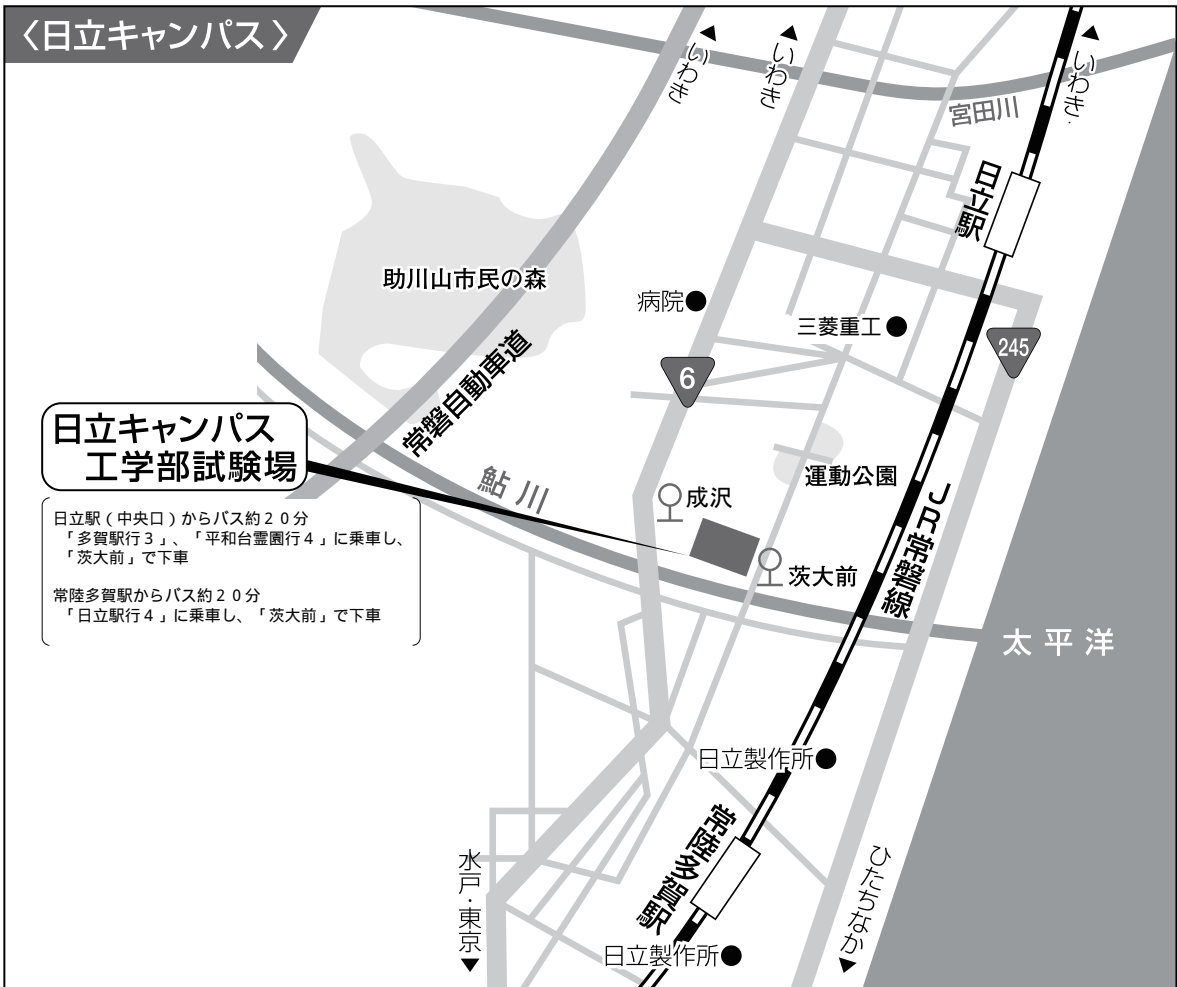 〈日立キャンパス〉
いわき
いわき
いわき・
宮田川
日立駅
助川山市民の森
病院
三菱重工
245
6
常磐自動車道
日立キャンパス
工学部試験場
鮎川
成沢
運動公園
JR常磐線
日立駅（中央口）からバス約20分
「多賀駅行3」、「平和台霊園行4」に乗車し、
「茨大前」で下車
常陸多賀駅からバス約20分
「日立駅行4」に乗車し、「茨大前」で下車
茨大前
太平洋
日立製作所
常陸多賀駅
水戸・東京
ひたちなか
日立製作所